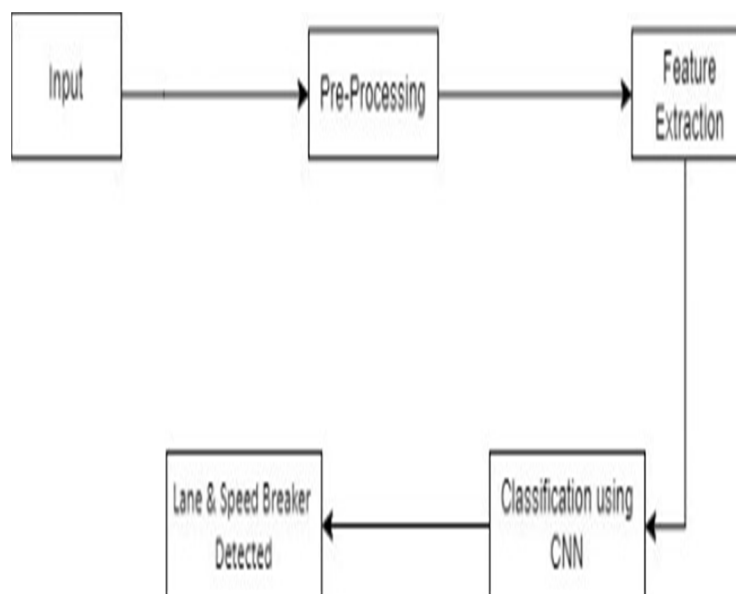 Input
Pre-Processing
Feature
Extraction
Classification using
CNN
Lane & Speed Breaker
Detected